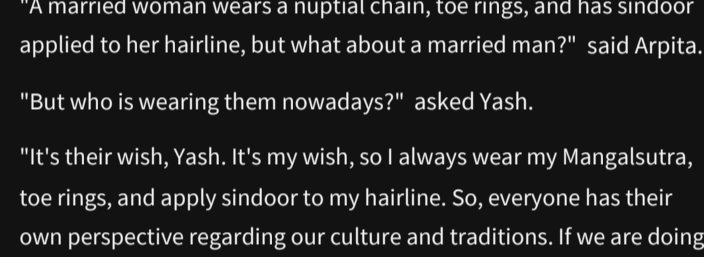 "A married woman wears a nuptial chain, toe rings, and has sindoor
applied to her hairline, but what about a married man?" said Arpita.
"But who is wearing them nowadays?" asked Yash.
"It's their wish, Yash. It's my wish, so I always wear my Mangalsutra,
toe rings, and apply sindoor to my hairline. So, everyone has their
own perspective regarding our culture and traditions. If we are doing